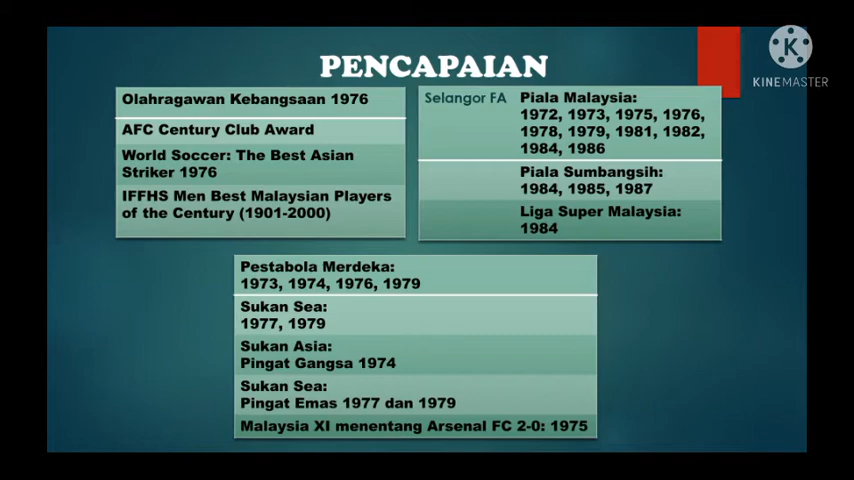 PENCAPAIAN
K
KINEMASTER
Olahragawan Kebangsaan 1976
AFC Century Club Award
World Soccer: The Best Asian
Striker 1976
IFFHS Men Best Malaysian Players
of the Century (1901-2000)
Selangor FA
Piala Malaysia:
1972, 1973, 1975, 1976,
1978, 1979, 1981, 1982,
1984, 1986
Piala Sumbangsih:
1984, 1985, 1987
Liga Super Malaysia:
1984
Pestabola Merdeka:
1973, 1974, 1976, 1979
Sukan Sea:
1977, 1979
Sukan Asia:
Pingat Gangsa 1974
Sukan Sea:
Pingat Emas 1977 dan 1979
Malaysia XI menentang Arsenal FC 2-0: 1975